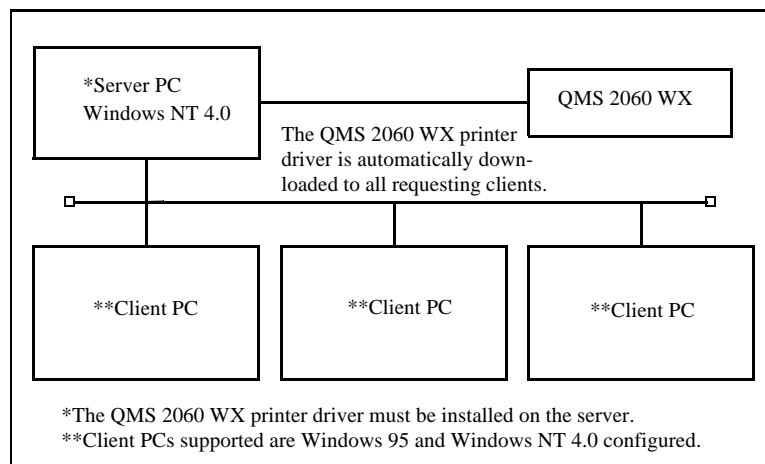 *Server PC
Windows NT 4.0
QMS 2060 WX
The QMS 2060 WX printer
driver is automatically down-
loaded to all requesting clients.
**Client PC
**Client PC
**Client PC
*The QMS 2060 WX printer driver must be installed on the server.
**Client PCs supported are Windows 95 and Windows NT 4.0 configured.